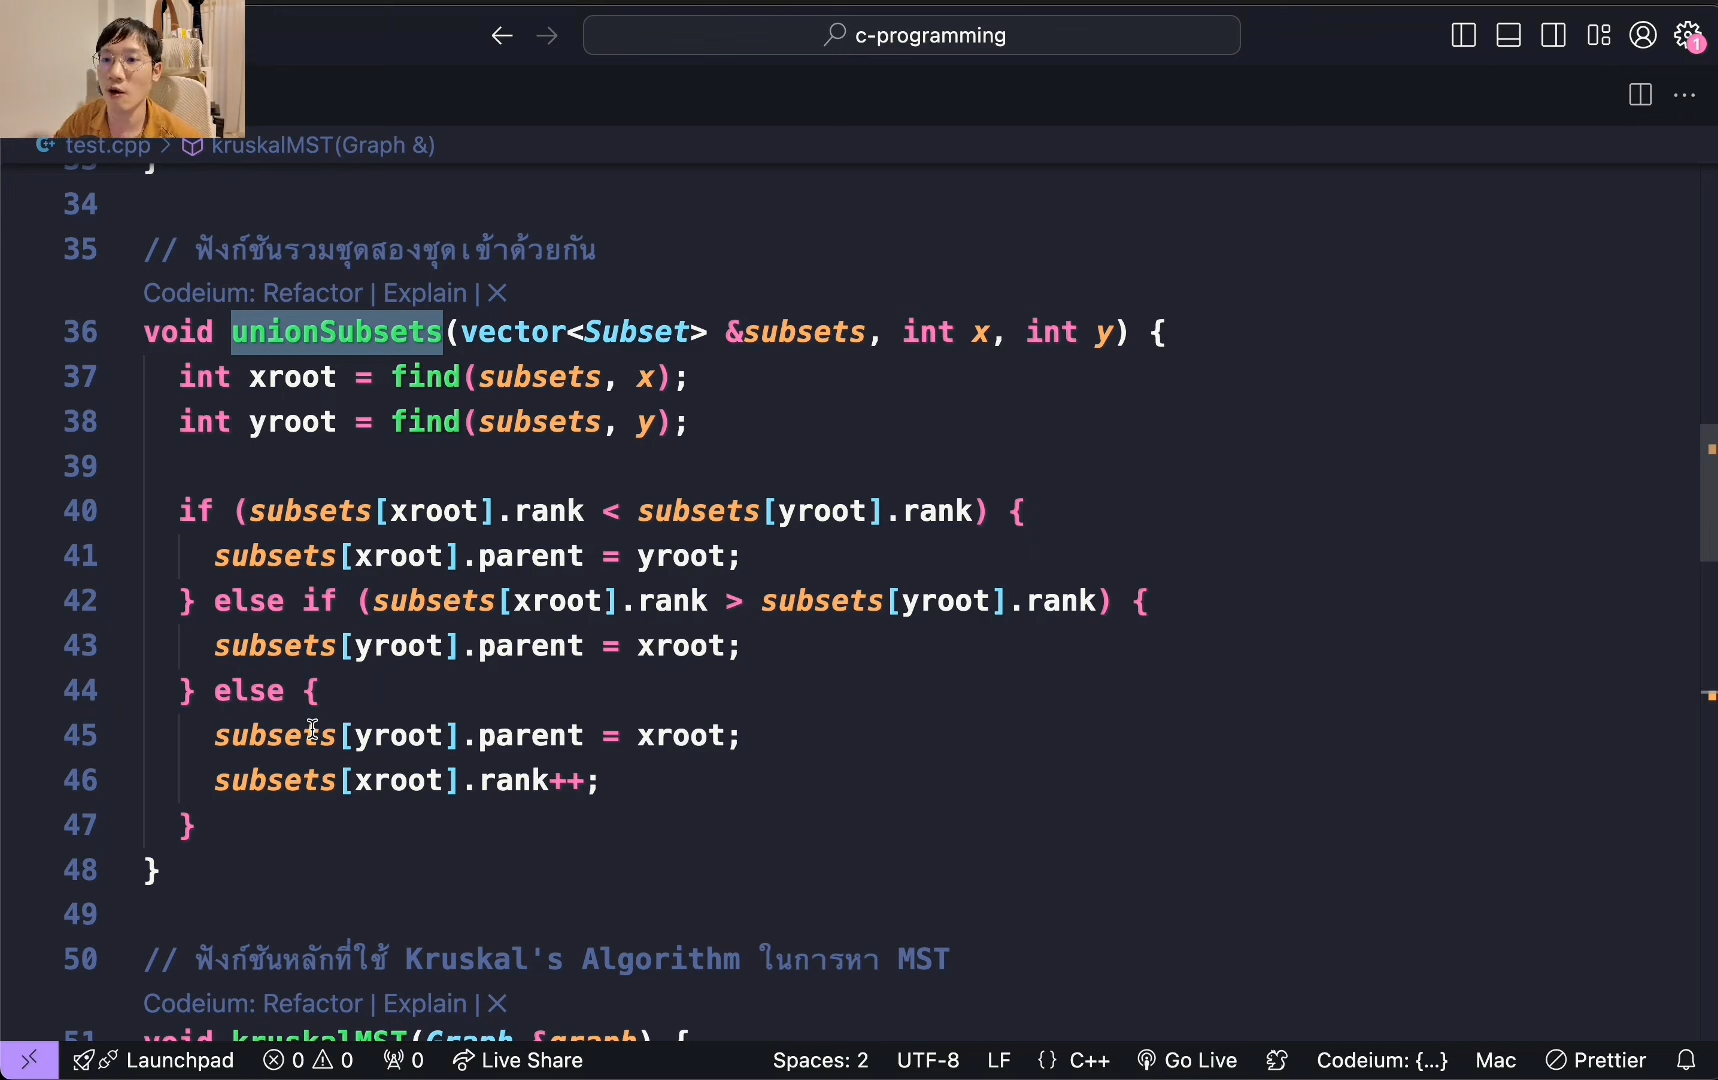 c-programming
1
test.cpp > kruskalMST(Graph &)
33 }
34
35 // ฟังก์ชันรวมชุดสองชุดเข้าด้วยกัน
Codeium: Refactor | Explain | ×
36 void unionSubsets(vector<Subset> &subsets, int x, int y) {
37 int xroot = find(subsets, x);
38 int yroot = find(subsets, y);
39
40 if (subsets[xroot].rank < subsets[yroot].rank) {
41 subsets[xroot].parent = yroot;
42 } else if (subsets[xroot].rank > subsets[yroot].rank) {
43 subsets[yroot].parent = xroot;
44 } else {
45 subsets[yroot].parent = xroot;
46 subsets[xroot].rank++;
47 }
48 }
49
50 // ฟังก์ชันหลักที่ใช้ Kruskal's Algorithm ในการหา MST
Codeium: Refactor | Explain | ×
51 void kruskalMST(Graph &graph) {
Launchpad 0 0 0 Live Share Spaces: 2 UTF-8 LF {} C++ Go Live Codeium: {...} Mac Prettier